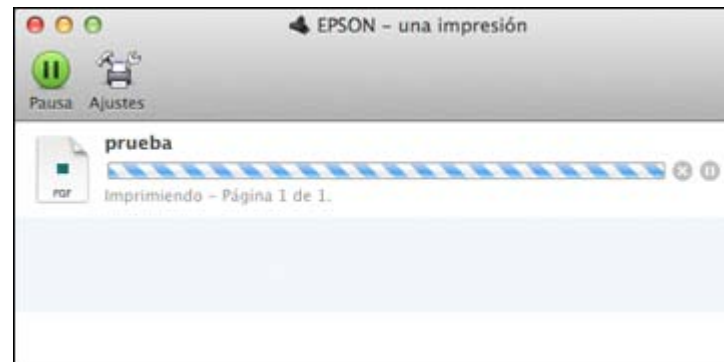 EPSON – una impresión
Pausa Ajustes
prueba
PDF
Imprimiendo – Página 1 de 1.